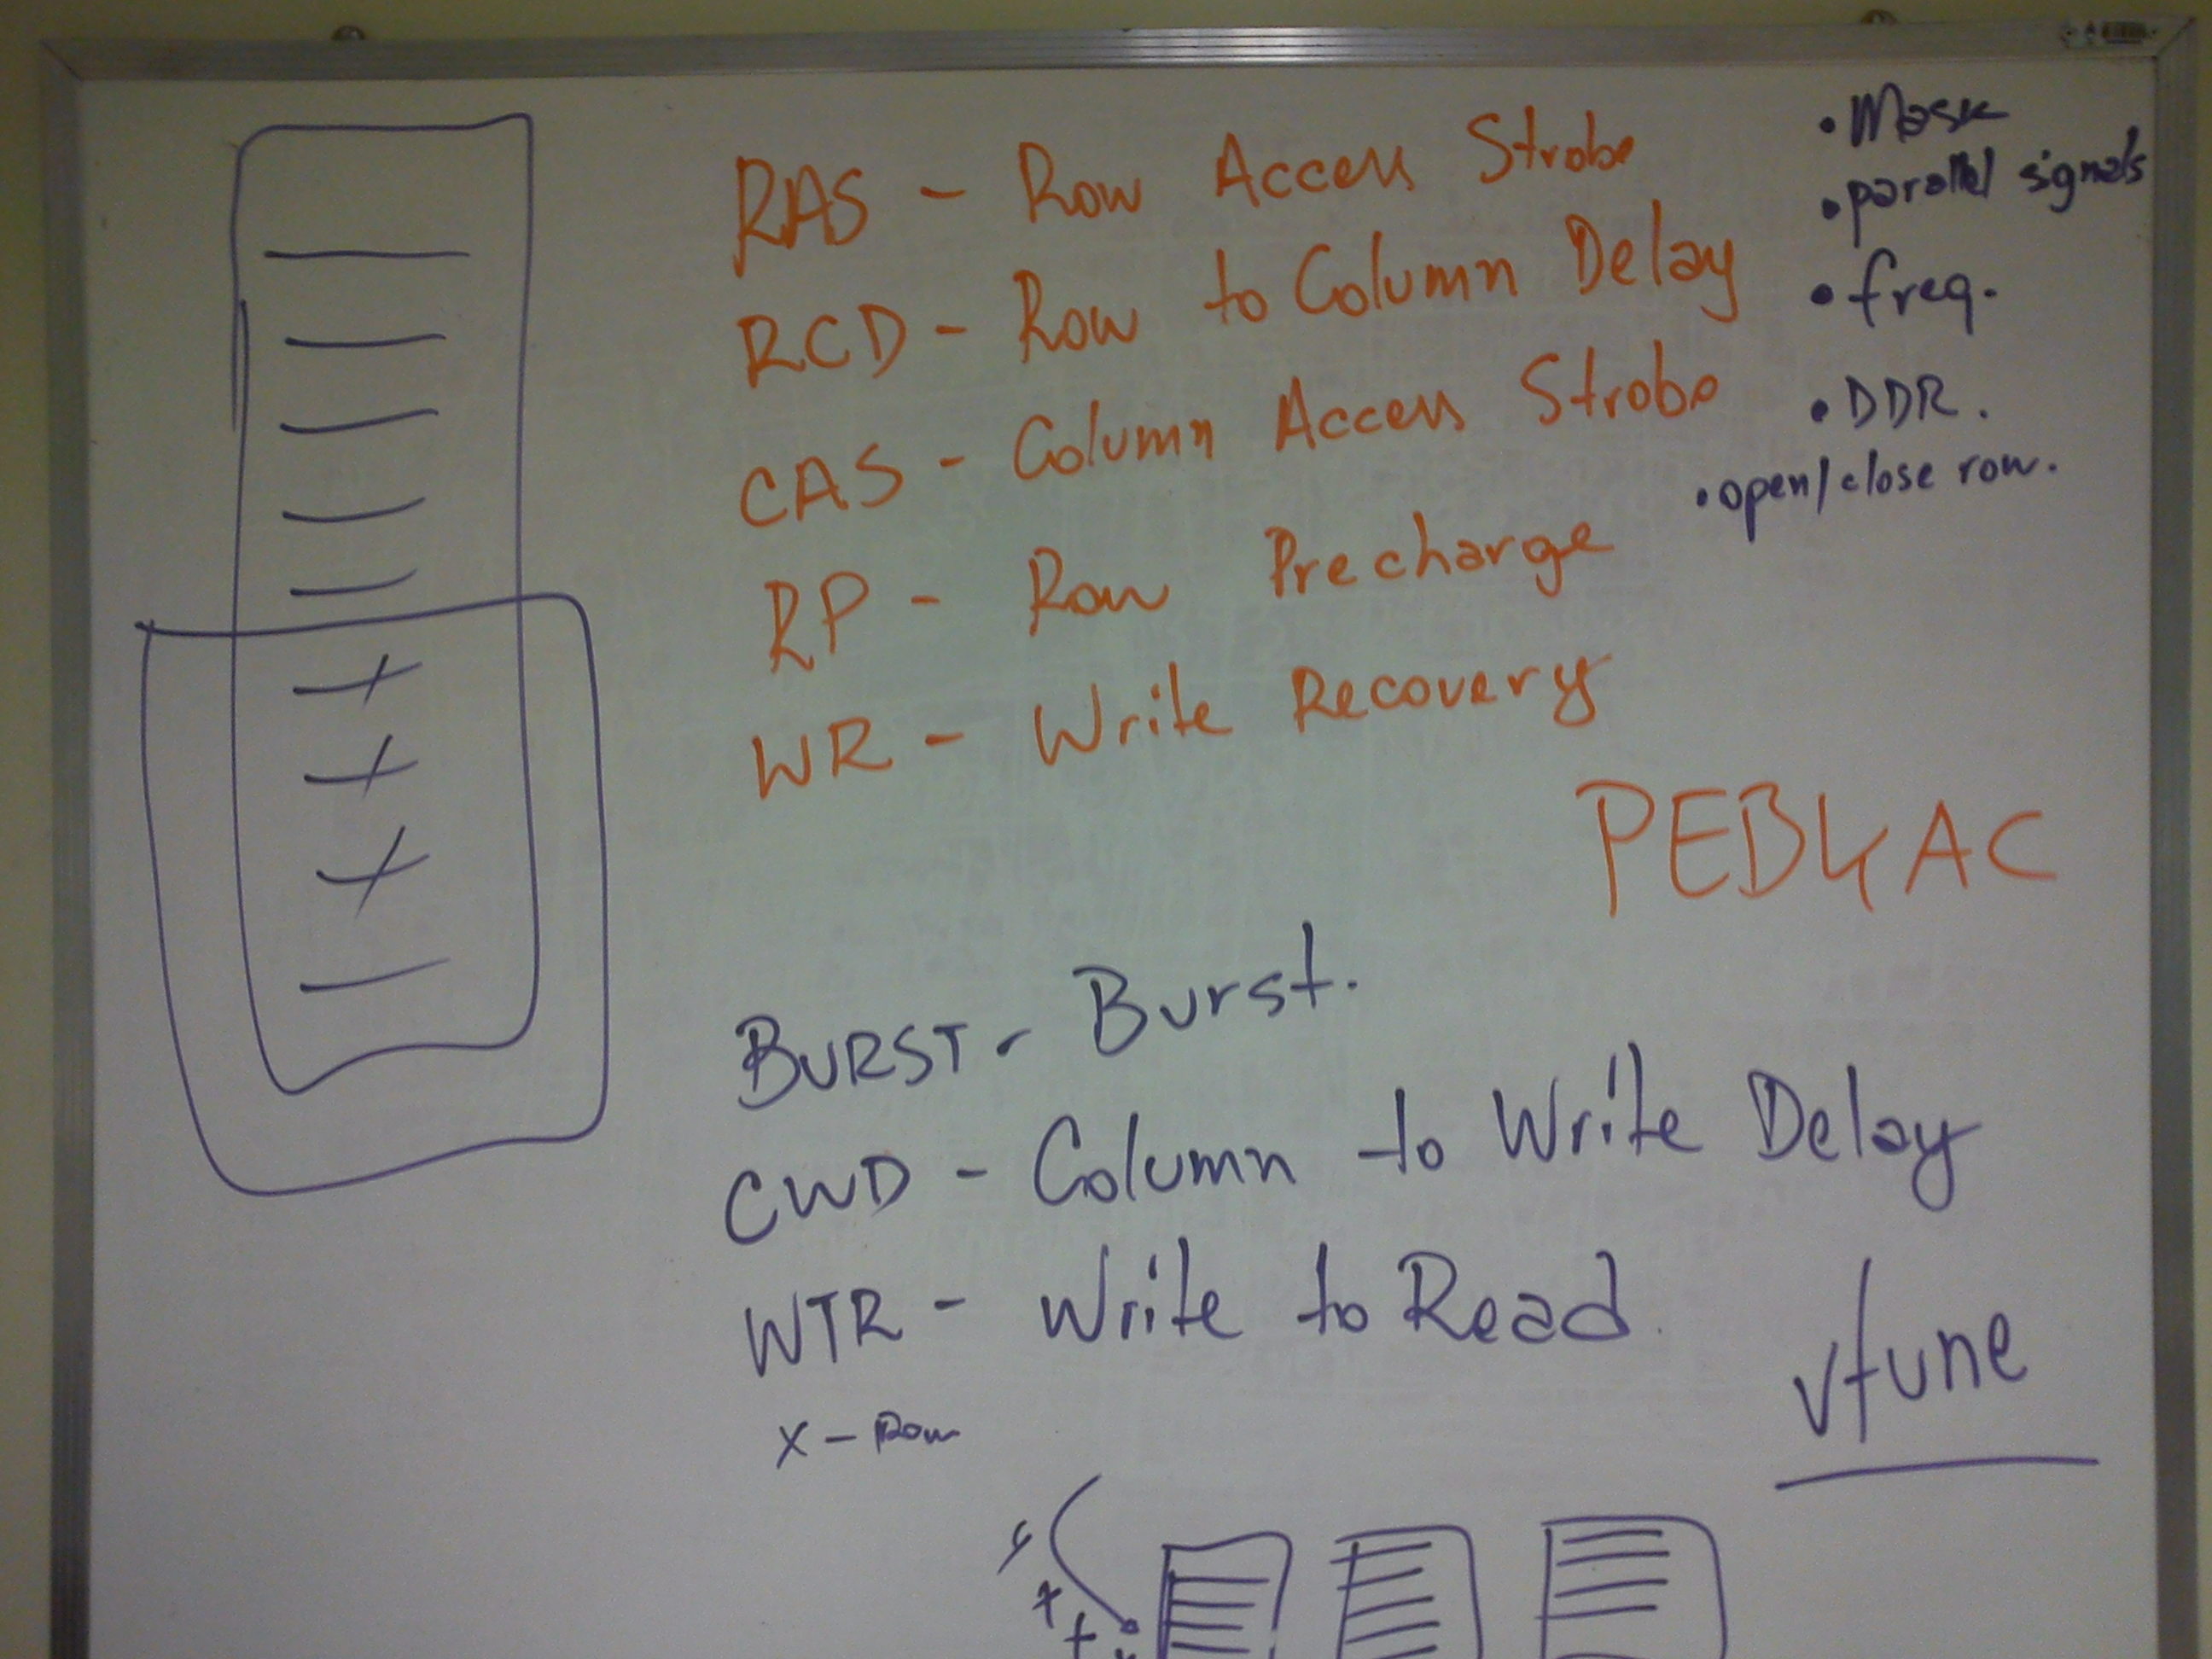 RAS - Row Access Strobe
RCD - Row to Column Delay
CAS - Column Access Strobe
RP - Row Precharge
WR - Write Recovery
• Mask
• parallel signals
• freq.
• DDR.
• open/close row.
PEBKAC
BURST - Burst.
CWD - Column to Write Delay
WTR - Write to Read
X - Row
vtune